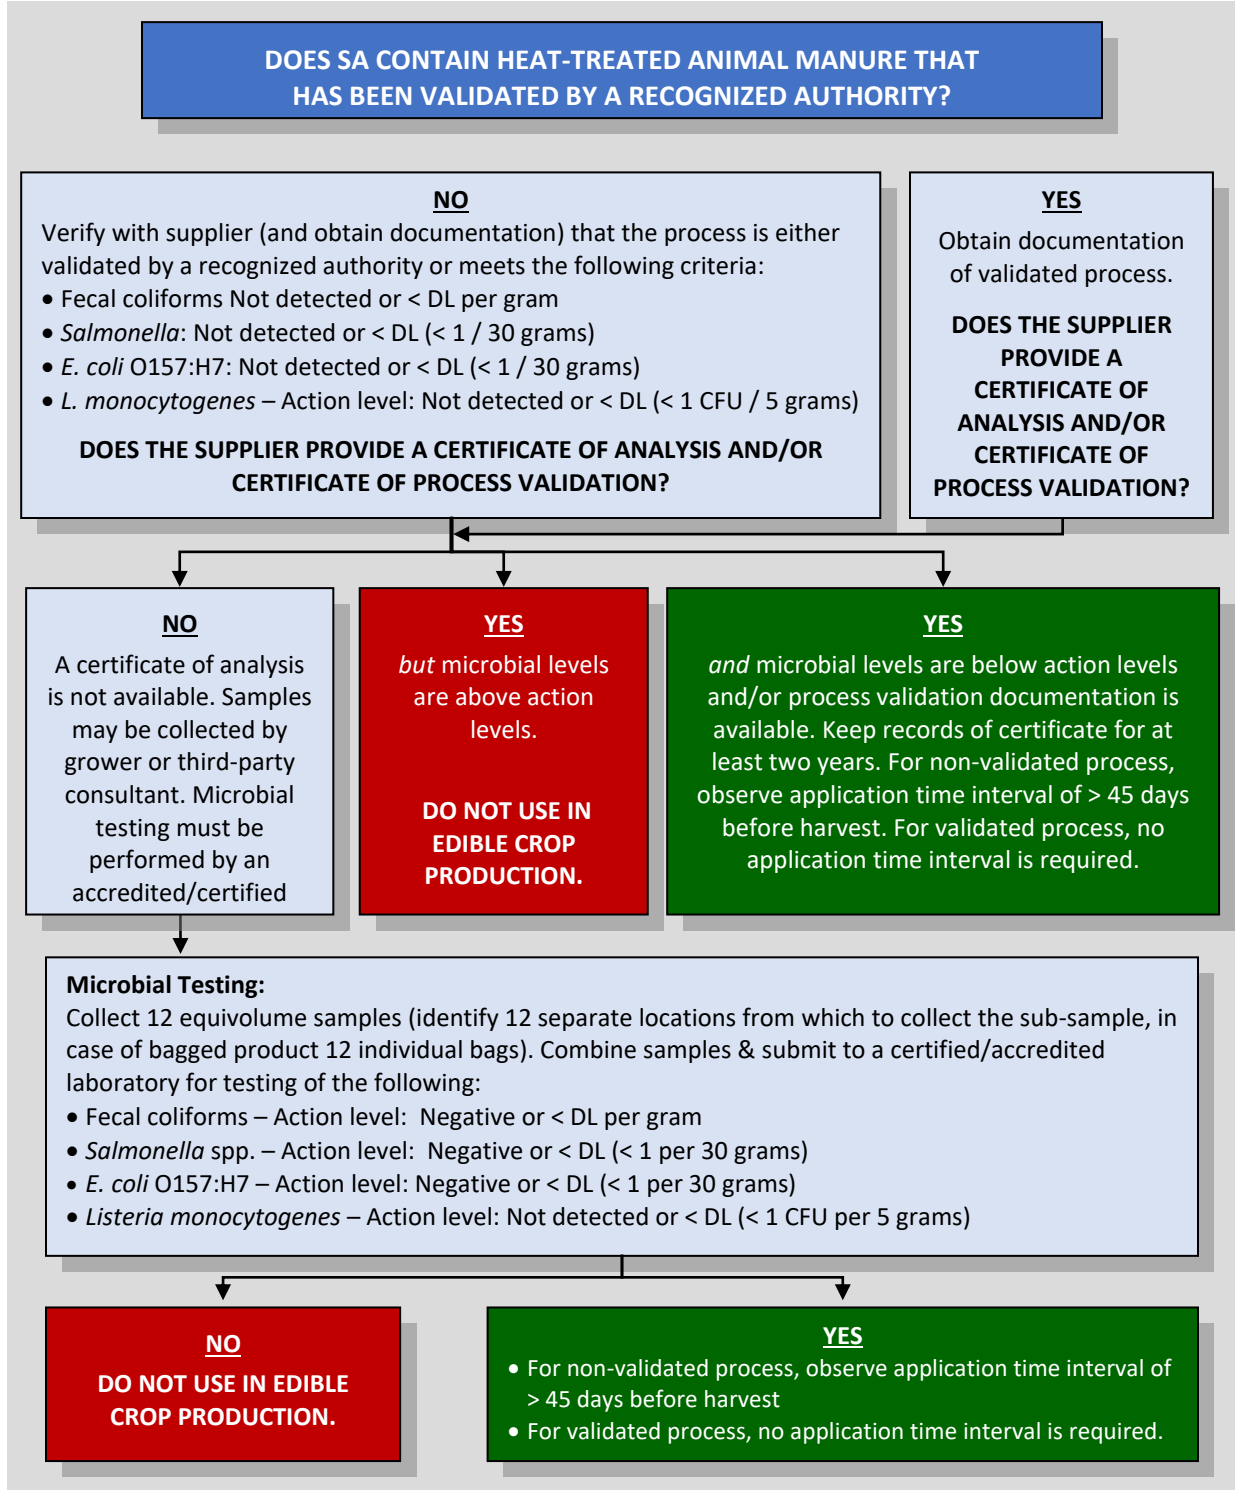 DOES SA CONTAIN HEAT-TREATED ANIMAL MANURE THAT
HAS BEEN VALIDATED BY A RECOGNIZED AUTHORITY?
NO
Verify with supplier (and obtain documentation) that the process is either
validated by a recognized authority or meets the following criteria:
• Fecal coliforms Not detected or < DL per gram
• Salmonella: Not detected or < DL (< 1 / 30 grams)
• E. coli O157:H7: Not detected or < DL (< 1 / 30 grams)
• L. monocytogenes – Action level: Not detected or < DL (< 1 CFU / 5 grams)
DOES THE SUPPLIER PROVIDE A CERTIFICATE OF ANALYSIS AND/OR
CERTIFICATE OF PROCESS VALIDATION?
YES
Obtain documentation
of validated process.
DOES THE SUPPLIER
PROVIDE A
CERTIFICATE OF
ANALYSIS AND/OR
CERTIFICATE OF
PROCESS VALIDATION?
NO
A certificate of analysis
is not available. Samples
may be collected by
grower or third-party
consultant. Microbial
testing must be
performed by an
accredited/certified
YES
but microbial levels
are above action
levels.
DO NOT USE IN
EDIBLE CROP
PRODUCTION.
YES
and microbial levels are below action levels
and/or process validation documentation is
available. Keep records of certificate for at
least two years. For non-validated process,
observe application time interval of > 45 days
before harvest. For validated process, no
application time interval is required.
Microbial Testing:
Collect 12 equivolume samples (identify 12 separate locations from which to collect the sub-sample, in
case of bagged product 12 individual bags). Combine samples & submit to a certified/accredited
laboratory for testing of the following:
• Fecal coliforms – Action level:  Negative or < DL per gram
• Salmonella spp. – Action level:  Negative or < DL (< 1 per 30 grams)
• E. coli O157:H7 – Action level: Negative or < DL (< 1 per 30 grams)
• Listeria monocytogenes – Action level: Not detected or < DL (< 1 CFU per 5 grams)
NO
DO NOT USE IN EDIBLE
CROP PRODUCTION.
YES
• For non-validated process, observe application time interval of
> 45 days before harvest
• For validated process, no application time interval is required.